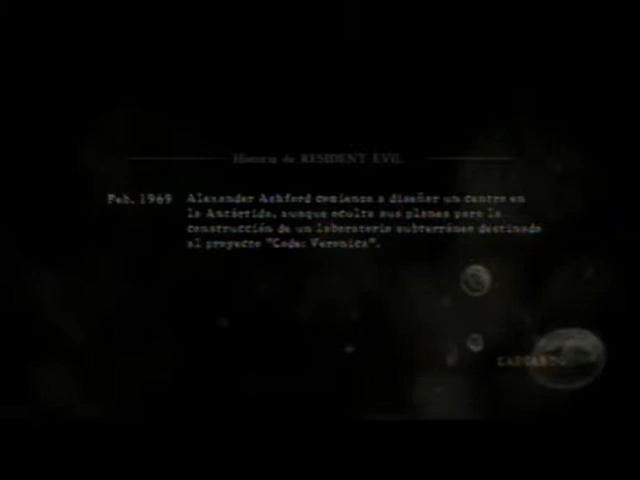 Historia de RESIDENT EVIL
Feb. 1969 Alexander Ashford comienza a diseñar un centro en
la Antártida, aunque oculta sus planes para la
construcción de un laboratorio subterráneo destinado
al proyecto "Code: Veronica".
CARGANDO